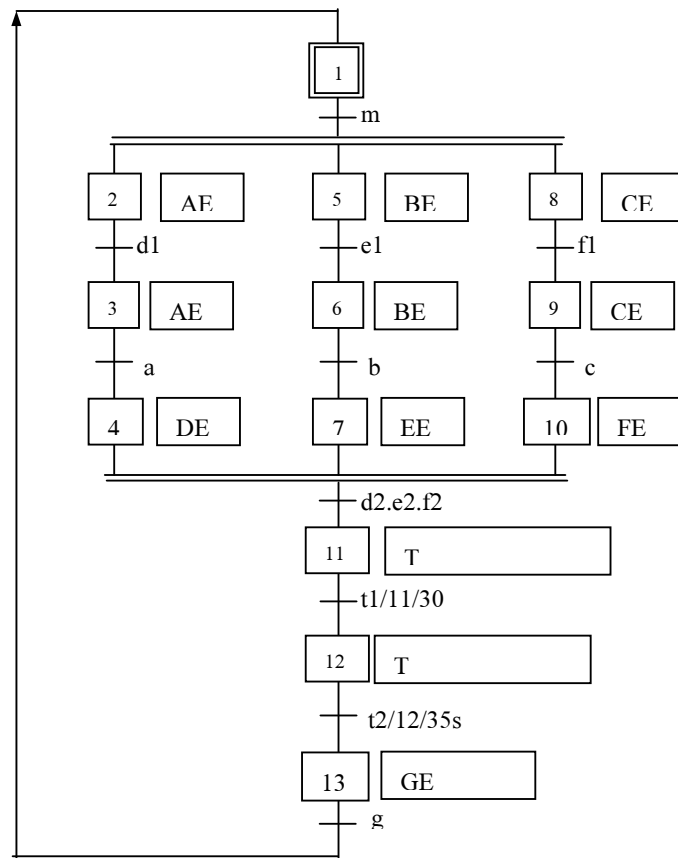 1
m
2 AE 5 BE 8 CE
d1 e1 f1
3 AE 6 BE 9 CE
a b c
4 DE 7 EE 10 FE
d2.e2.f2
11 T
t1/11/30
12 T
t2/12/35s
13 GE
g